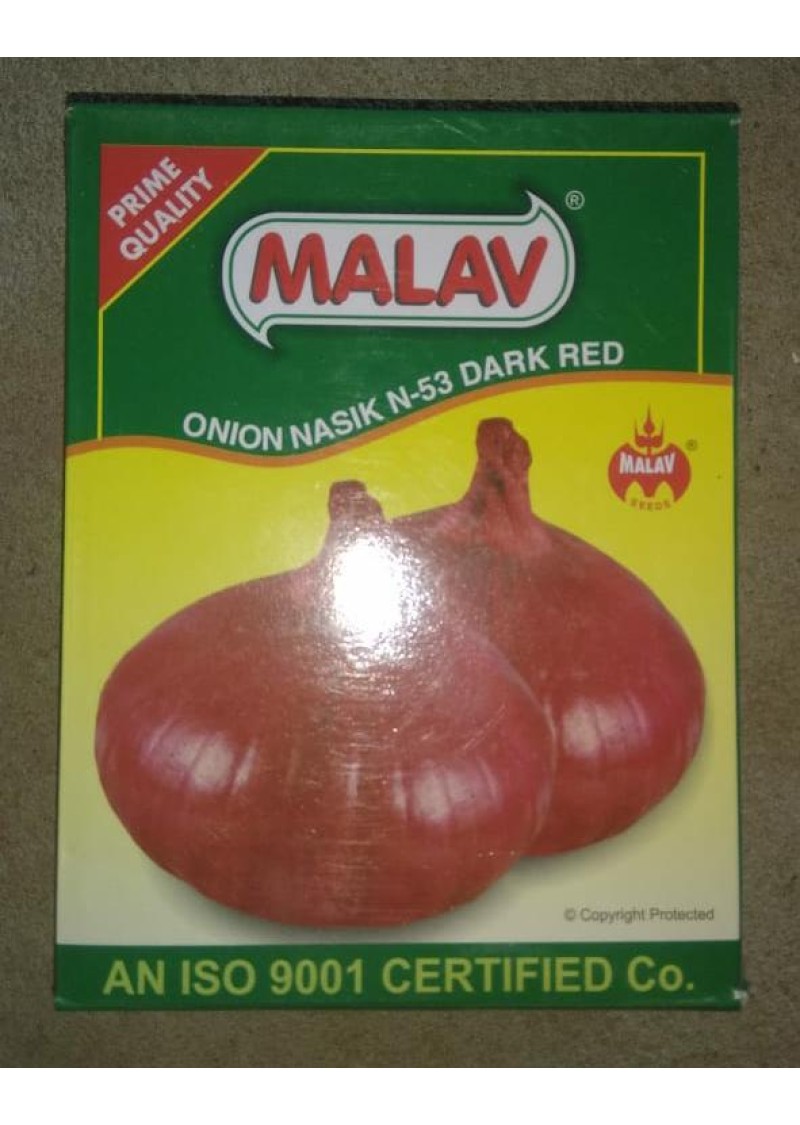 PRIME
QUALITY
MALAV ®
ONION NASIK N-53 DARK RED
MALAV ®
SEEDS
© Copyright Protected
AN ISO 9001 CERTIFIED Co.